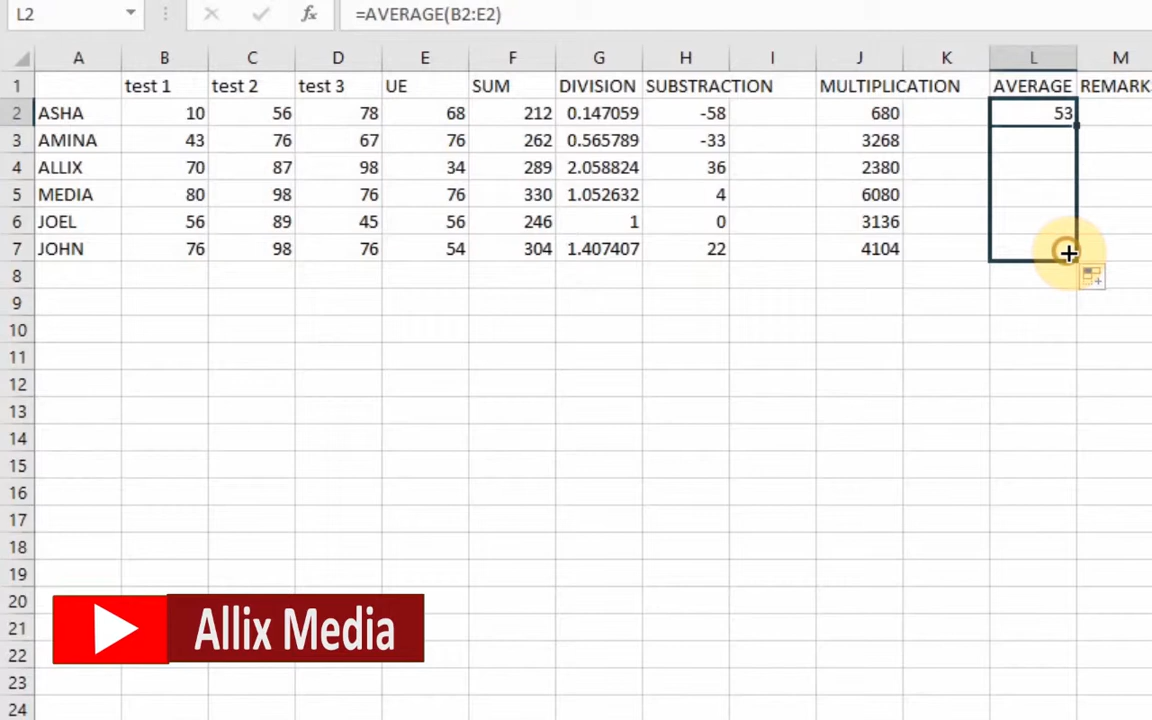 L2 fx =AVERAGE(B2:E2)
A B C D E F G H I J K L M
1 test 1 test 2 test 3 UE SUM DIVISION SUBSTRACTION MULTIPLICATION AVERAGE REMARKS
2 ASHA 10 56 78 68 212 0.147059 -58 680 53
3 AMINA 43 76 67 76 262 0.565789 -33 3268
4 ALLIX 70 87 98 34 289 2.058824 36 2380
5 MEDIA 80 98 76 76 330 1.052632 4 6080
6 JOEL 56 89 45 56 246 1 0 3136
7 JOHN 76 98 76 54 304 1.407407 22 4104
8
9
10
11
12
13
14
15
16
17
18
19
20
21
22
23
24
Allix Media